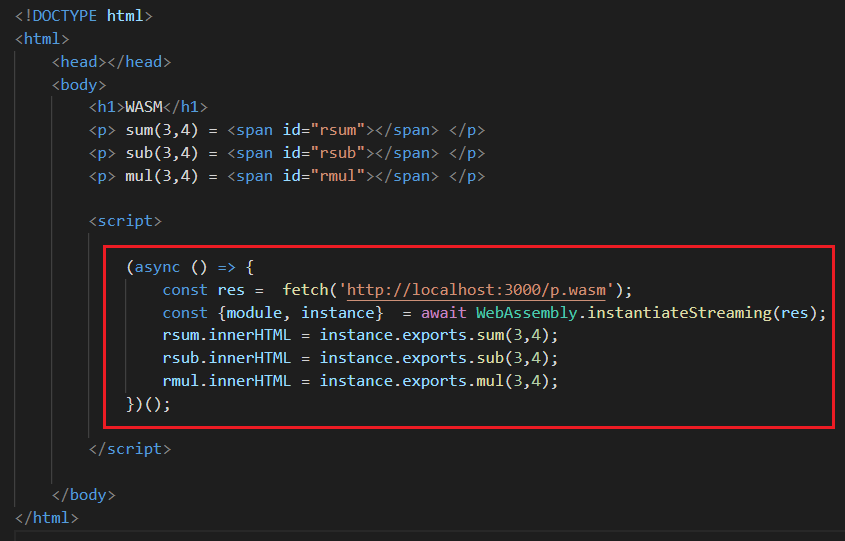 <!DOCTYPE html>
<html>
    <head></head>
    <body>
        <h1>WASM</h1>
        <p> sum(3,4) = <span id="rsum"></span> </p>
        <p> sub(3,4) = <span id="rsub"></span> </p>
        <p> mul(3,4) = <span id="rmul"></span> </p>
        <script>
            (async () => {
                const res =  fetch('http://localhost:3000/p.wasm');
                const {module, instance}  = await WebAssembly.instantiateStreaming(res);
                rsum.innerHTML = instance.exports.sum(3,4);
                rsub.innerHTML = instance.exports.sub(3,4);
                rmul.innerHTML = instance.exports.mul(3,4);
            })();
        </script>
    </body>
</html>